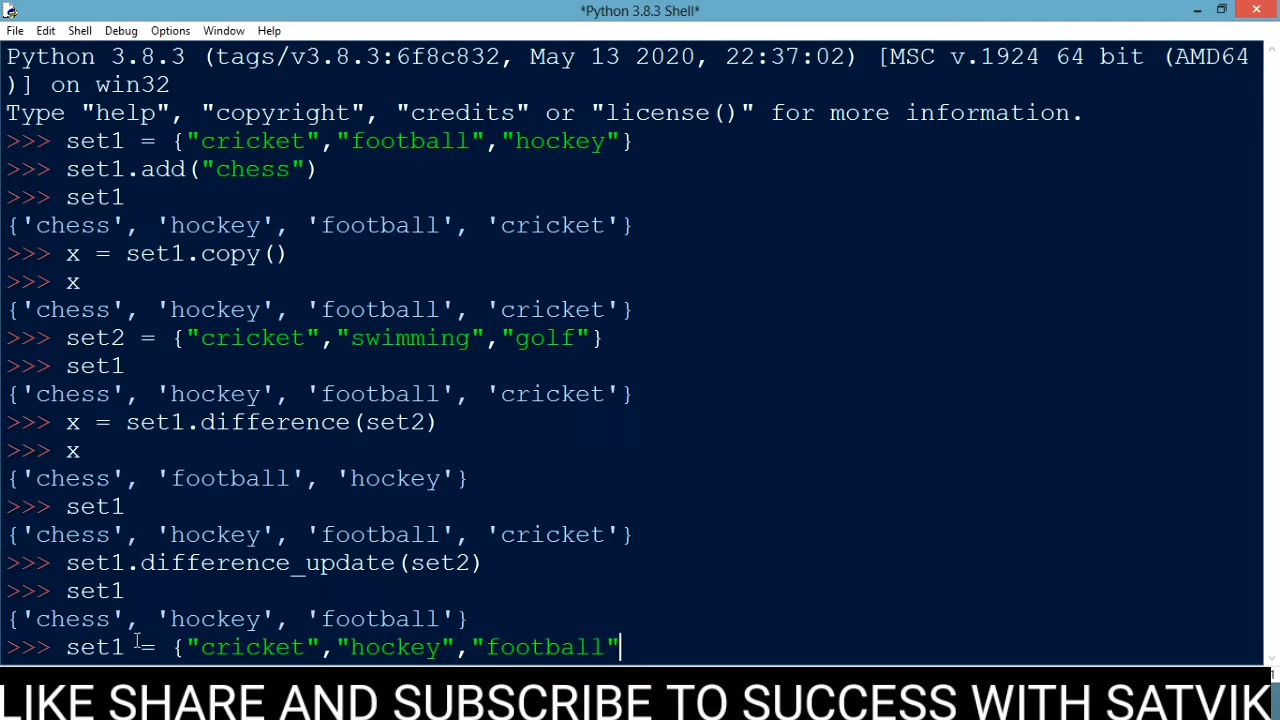 *Python 3.8.3 Shell*
File Edit Shell Debug Options Window Help
Python 3.8.3 (tags/v3.8.3:6f8c832, May 13 2020, 22:37:02) [MSC v.1924 64 bit (AMD64
)] on win32
Type "help", "copyright", "credits" or "license()" for more information.
>>> set1 = {"cricket","football","hockey"}
>>> set1.add("chess")
>>> set1
{'chess', 'hockey', 'football', 'cricket'}
>>> x = set1.copy()
>>> x
{'chess', 'hockey', 'football', 'cricket'}
>>> set2 = {"cricket","swimming","golf"}
>>> set1
{'chess', 'hockey', 'football', 'cricket'}
>>> x = set1.difference(set2)
>>> x
{'chess', 'football', 'hockey'}
>>> set1
{'chess', 'hockey', 'football', 'cricket'}
>>> set1.difference_update(set2)
>>> set1
{'chess', 'hockey', 'football'}
>>> set1 = {"cricket","hockey","football"
LIKE SHARE AND SUBSCRIBE TO SUCCESS WITH SATVIK